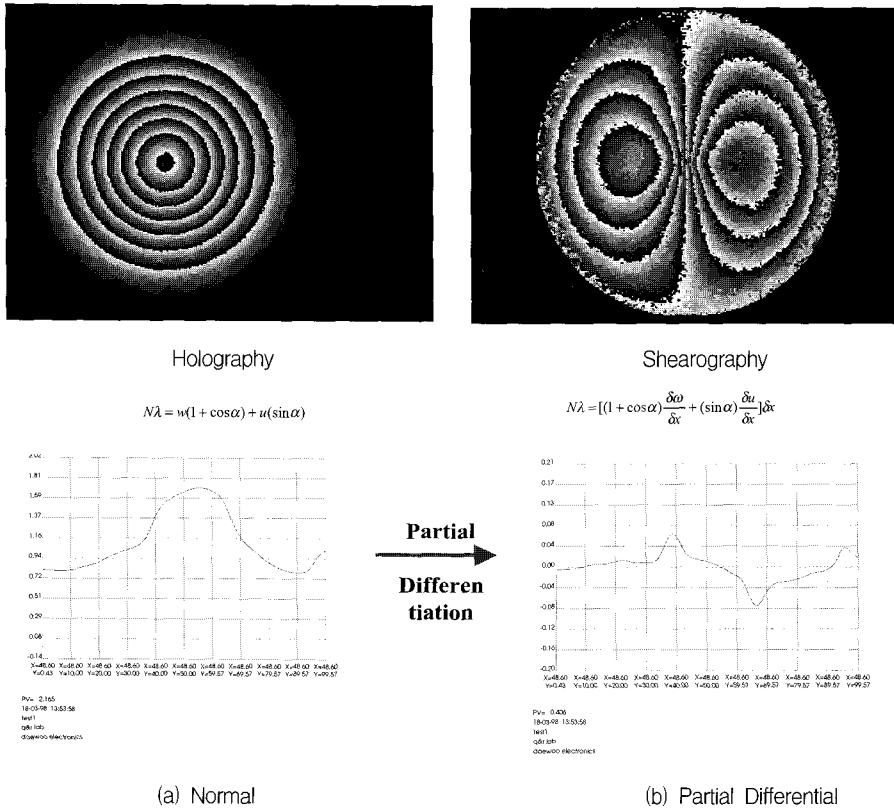 Holography
Shearography
Nλ = w(1 + cosα) + u(sinα)
Nλ = [(1 + cosα) δω/δx + (sinα) δu/δx]δx
2.02
1.81
1.59
1.37
1.16
0.94
0.72
0.51
0.29
0.08
-0.14
X=48.60 X=48.60 X=48.60 X=48.60 X=48.60 X=48.60 X=48.60 X=48.60 X=48.60
Y=0.43 Y=10.00 Y=20.00 Y=30.00 Y=40.00 Y=50.00 Y=59.57 Y=69.57 Y=79.57 Y=89.57 Y=99.57
PV= 2.165
18-03-98 13:53:58
test1
q&r lab
daewoo electronics
Partial
Differen
tiation
0.21
0.17
0.12
0.08
0.04
0.00
-0.04
-0.08
-0.12
-0.16
-0.20
X=48.60 X=48.60 X=48.60 X=48.60 X=48.60 X=48.60 X=48.60 X=48.60 X=48.60
Y=0.43 Y=10.00 Y=20.00 Y=30.00 Y=40.00 Y=50.00 Y=59.57 Y=69.57 Y=79.57 Y=89.57 Y=99.57
PV= 0.406
18-03-98 13:53:58
test1
q&r lab
daewoo electronics
(a) Normal
(b) Partial Differential